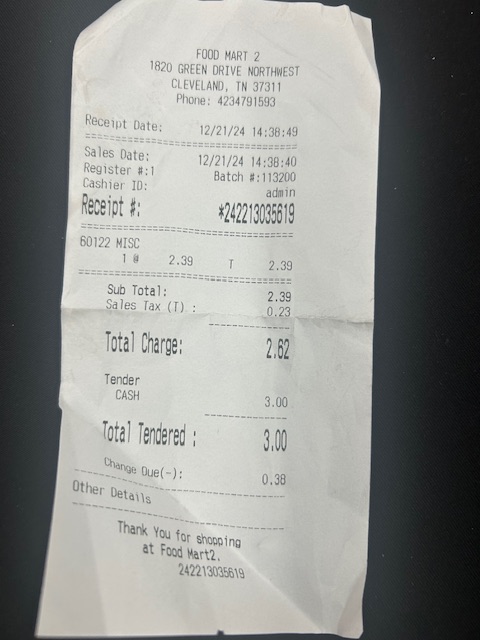 FOOD MART 2
1820 GREEN DRIVE NORTHWEST
CLEVELAND, TN 37311
Phone: 4234791593
Receipt Date: 12/21/24 14:38:49
Sales Date: 12/21/24 14:38:40
Register #:1 Batch #:113200
Cashier ID: admin
Receipt #: *242213035619
60122 MISC
1 @ 2.39 T 2.39
Sub Total: 2.39
Sales Tax (T) : 0.23
Total Charge: 2.62
Tender
CASH 3.00
Total Tendered : 3.00
Change Due(-): 0.38
Other Details
Thank You for shopping
at Food Mart2.
242213035619